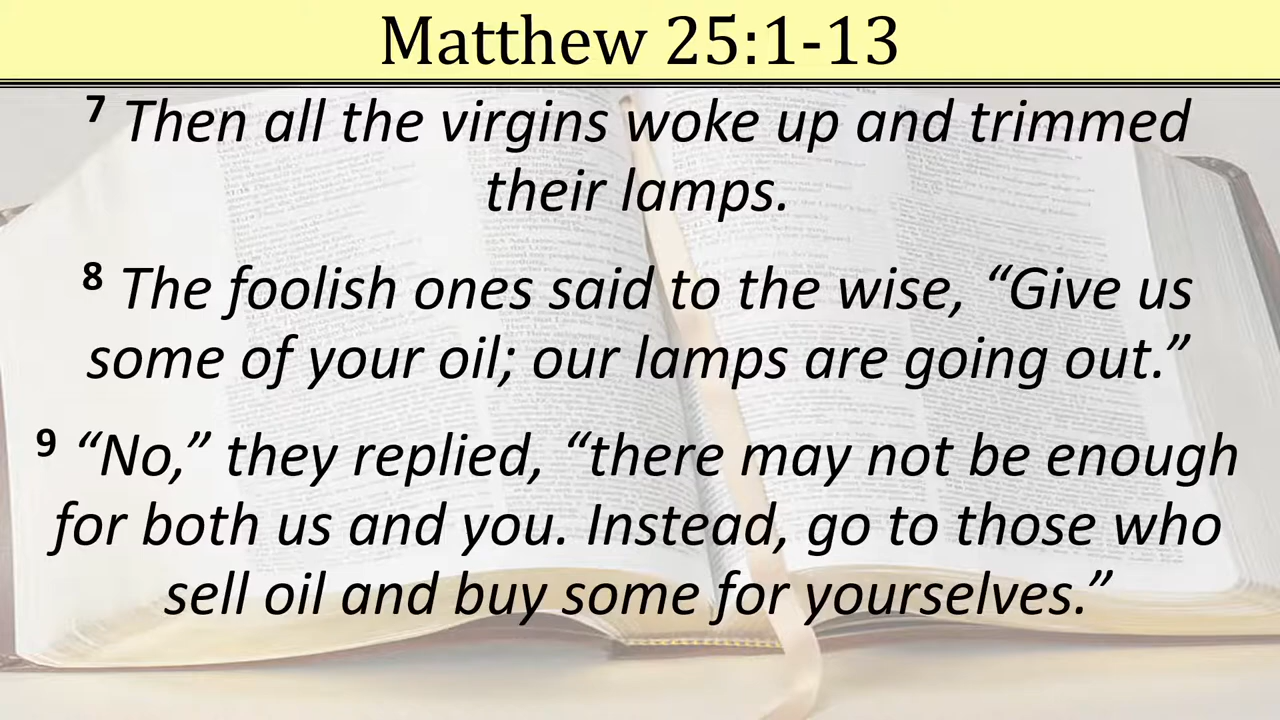 Matthew 25:1-13
7 Then all the virgins woke up and trimmed
their lamps.
8 The foolish ones said to the wise, “Give us
some of your oil; our lamps are going out.”
9 “No,” they replied, “there may not be enough
for both us and you. Instead, go to those who
sell oil and buy some for yourselves.”